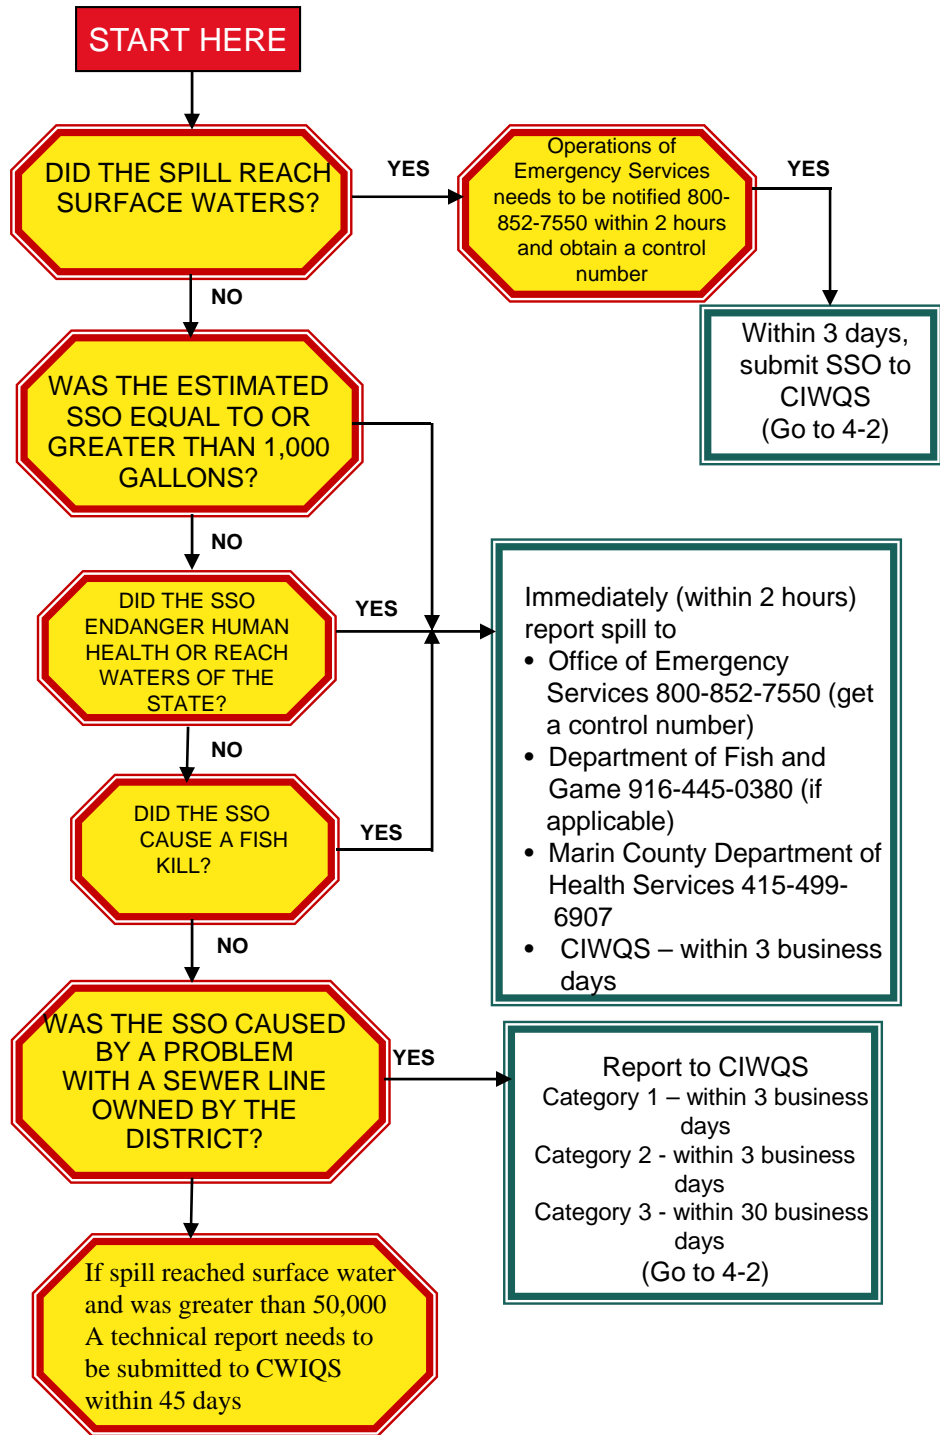 START HERE
DID THE SPILL REACH
SURFACE WATERS?
YES
Operations of
Emergency Services
needs to be notified 800-
852-7550 within 2 hours
and obtain a control
number
YES
NO
Within 3 days,
submit SSO to
CIWQS
(Go to 4-2)
WAS THE ESTIMATED
SSO EQUAL TO OR
GREATER THAN 1,000
GALLONS?
NO
DID THE SSO
ENDANGER HUMAN
HEALTH OR REACH
WATERS OF THE
STATE?
YES
Immediately (within 2 hours)
report spill to
• Office of Emergency
Services 800-852-7550 (get
a control number)
• Department of Fish and
Game 916-445-0380 (if
applicable)
• Marin County Department of
Health Services 415-499-
6907
• CIWQS – within 3 business
days
NO
DID THE SSO
CAUSE A FISH
KILL?
YES
NO
WAS THE SSO CAUSED
BY A PROBLEM
WITH A SEWER LINE
OWNED BY THE
DISTRICT?
YES
Report to CIWQS
Category 1 – within 3 business
days
Category 2 - within 3 business
days
Category 3 - within 30 business
days
(Go to 4-2)
If spill reached surface water
and was greater than 50,000
A technical report needs to
be submitted to CWIQS
within 45 days